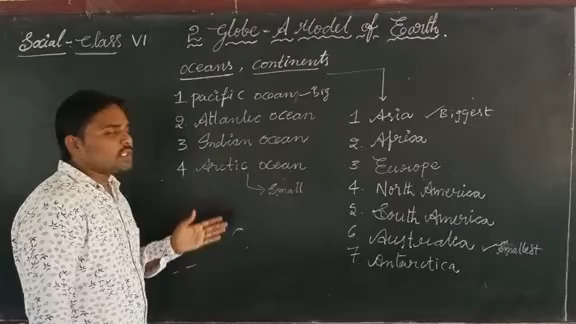 Social-Class VI
2 Globe-A Model of Earth.
oceans, continents
1 pacific ocean-Big
2. Atlantic ocean
3 Indian Ocean
4 Arctic ocean
Small
1 Asia Biggest
2. Africa
3 Europe
4. North America
5. South America
6 Australea Smallest
7 Antarctica